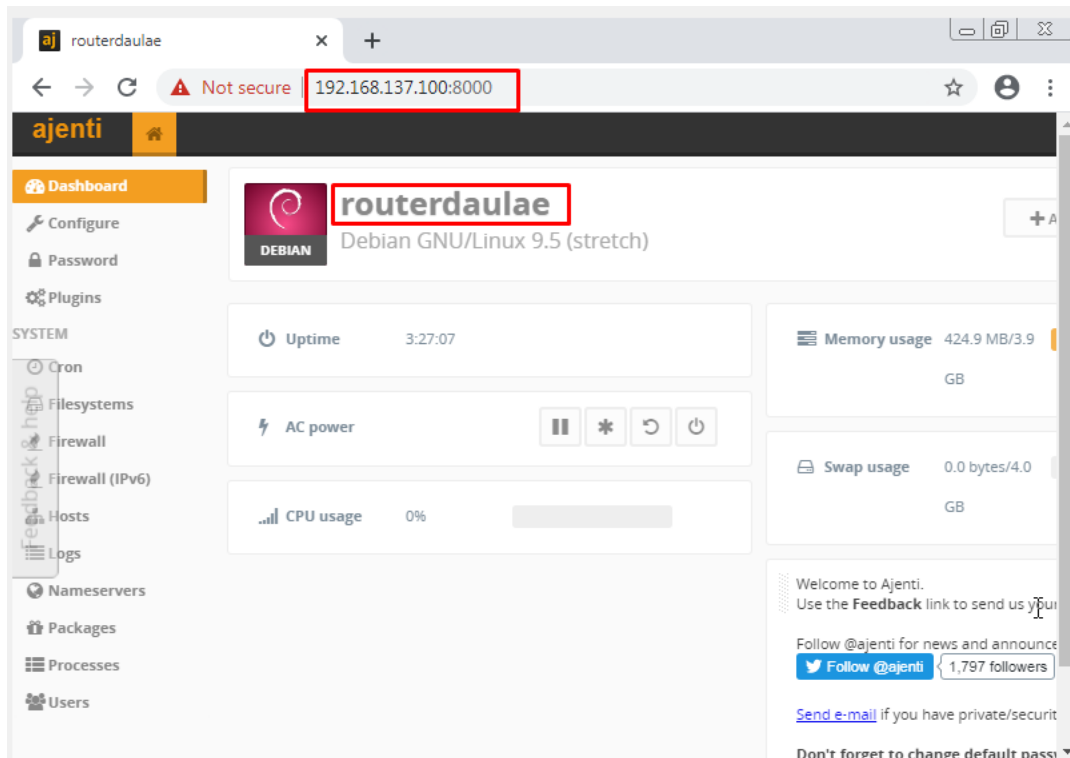 aj routerdaulae
Not secure 192.168.137.100:8000
ajenti
Dashboard
Configure
Password
Plugins
SYSTEM
Cron
Filesystems
Firewall
Firewall (IPv6)
Hosts
Logs
Nameservers
Packages
Processes
Users
Feedback & help
DEBIAN
routerdaulae
Debian GNU/Linux 9.5 (stretch)
A
Uptime 3:27:07
AC power
CPU usage 0%
Memory usage 424.9 MB/3.9
GB
Swap usage 0.0 bytes/4.0
GB
Welcome to Ajenti.
Use the Feedback link to send us your
Follow @ajenti for news and announce
Follow @ajenti 1,797 followers
Send e-mail if you have private/securit
Don't forget to change default pass